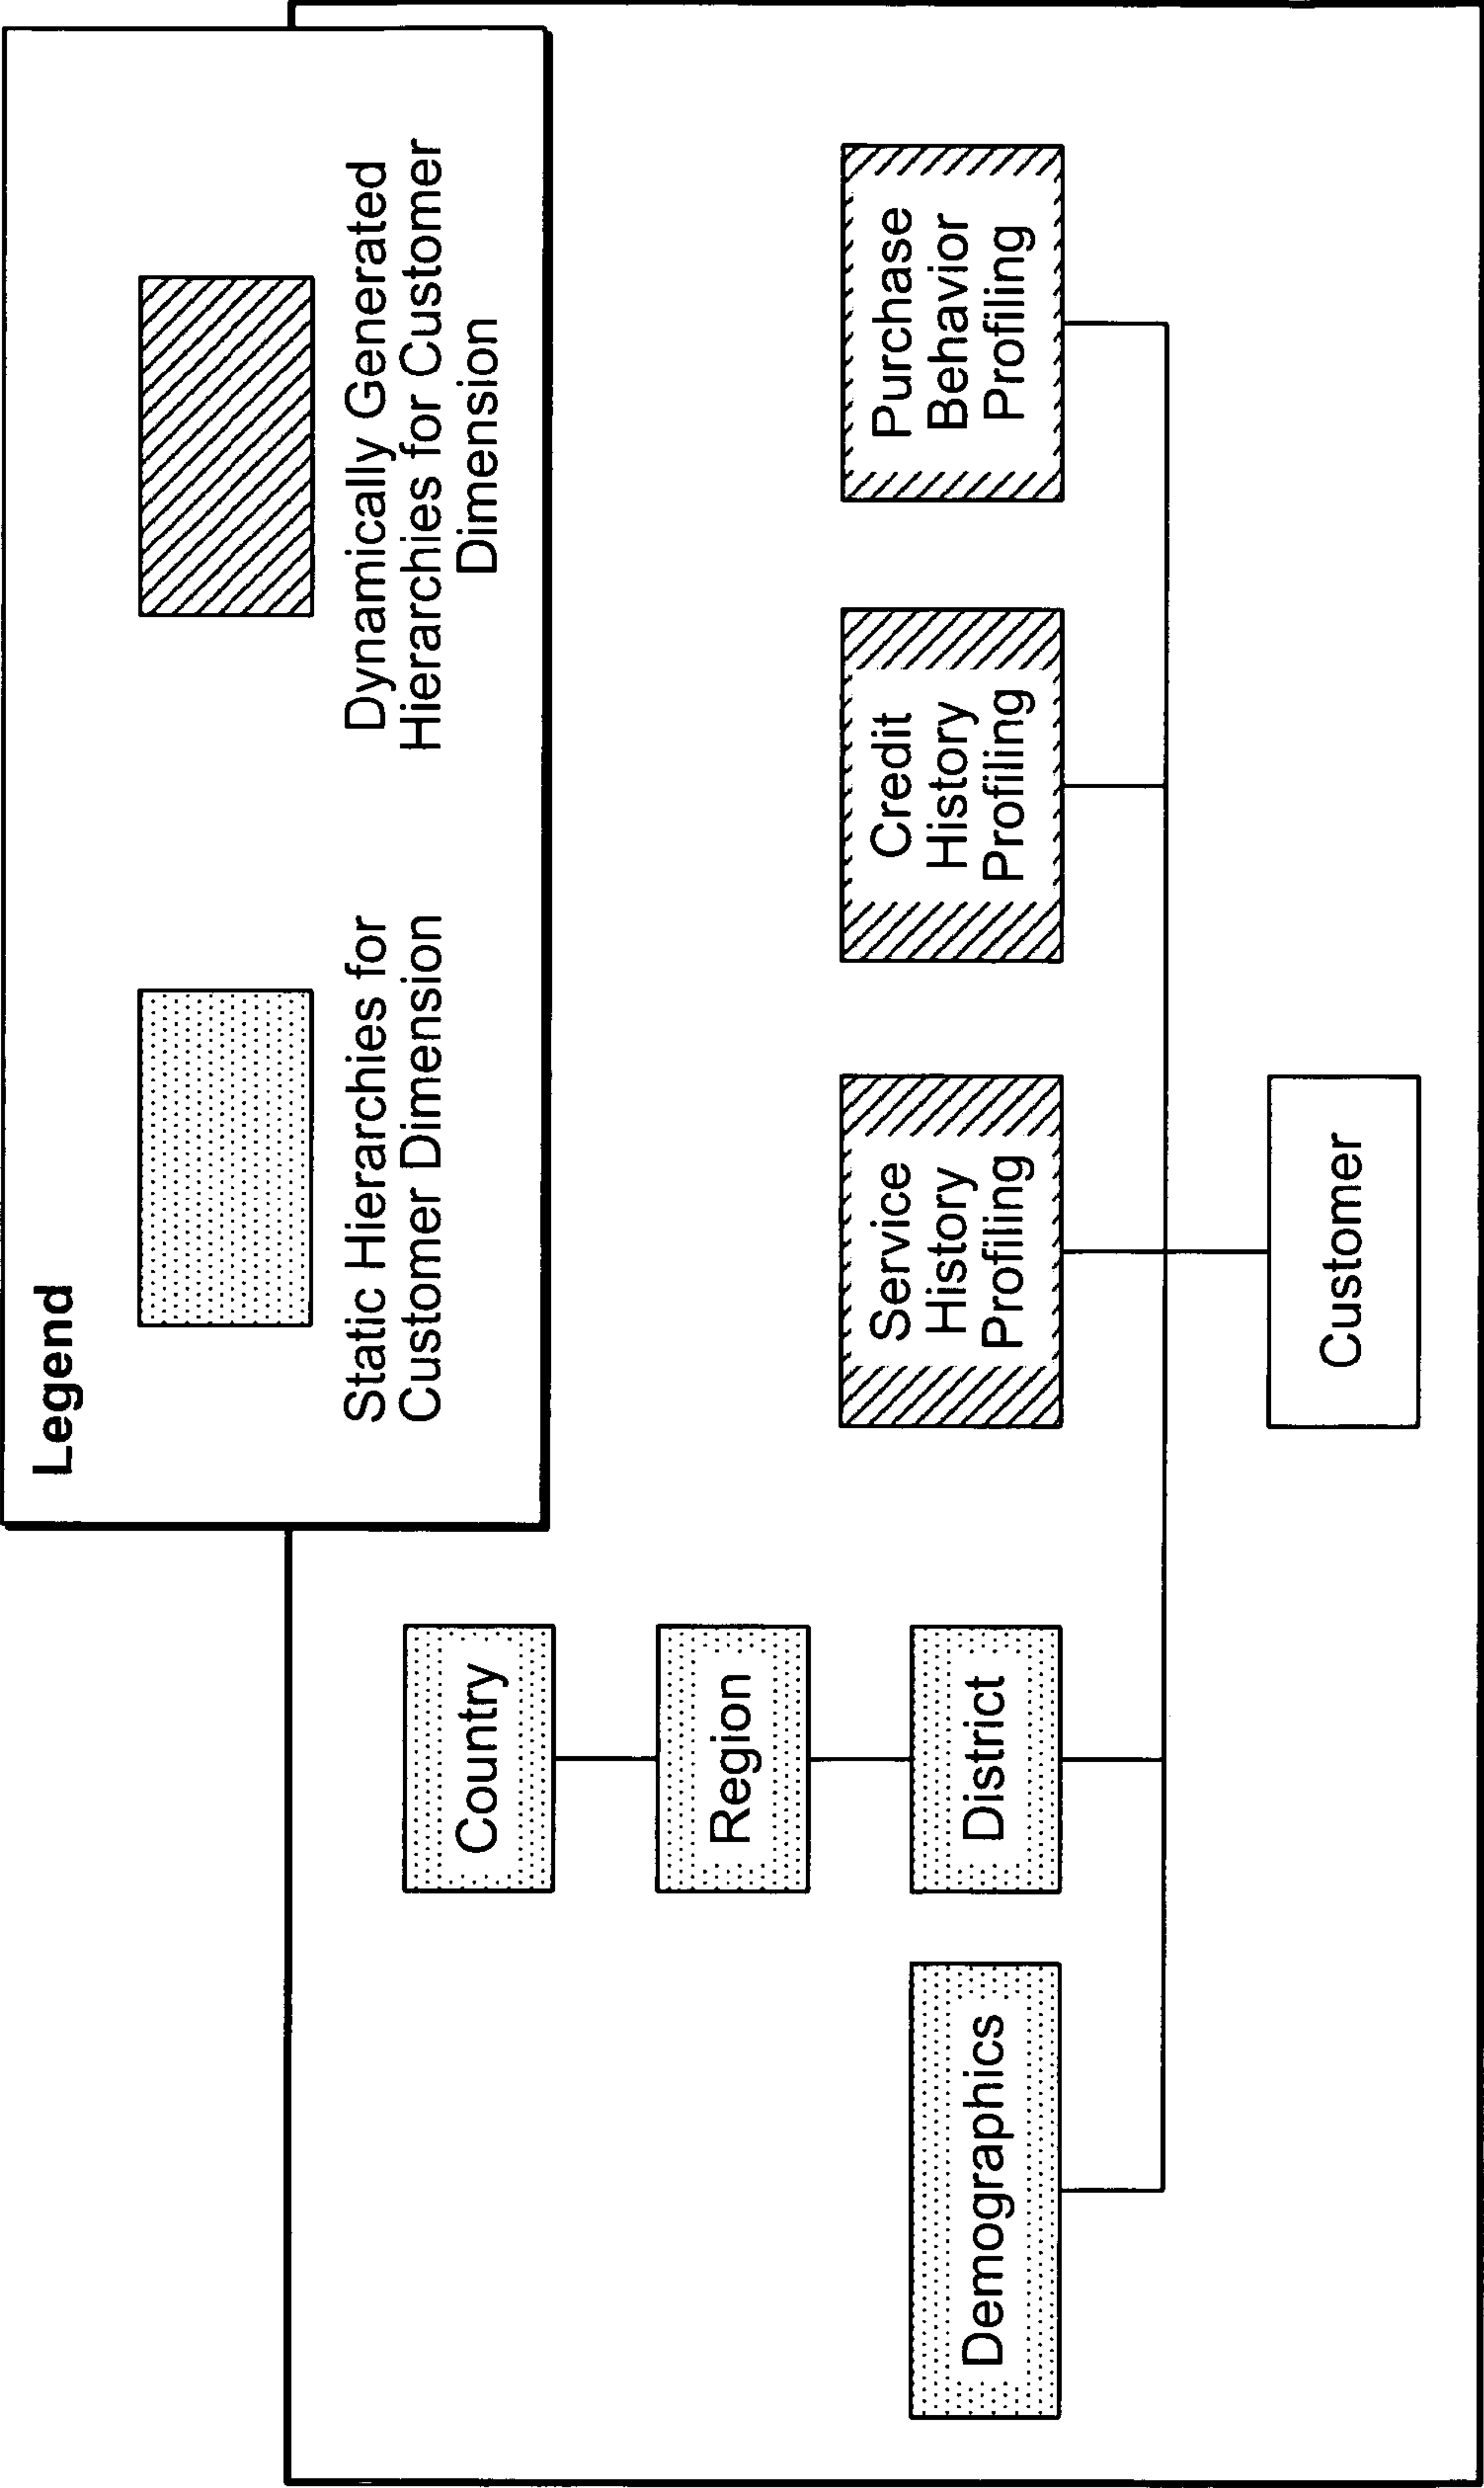 Legend
Static Hierarchies for
Customer Dimension
Dynamically Generated
Hierarchies for Customer
Dimension
Country
Region
District
Demographics
Service
History
Profiling
Credit
History
Profiling
Purchase
Behavior
Profiling
Customer